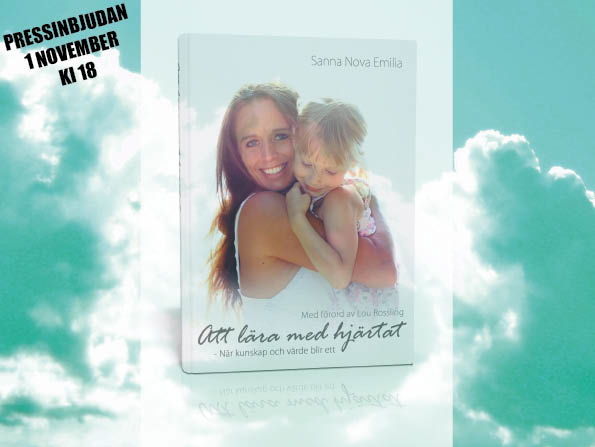 PRESSINBJUDAN
1 NOVEMBER
Kl 18
Sanna Nova Emilia
Med förord av Lou Rossling
Att lära med hjärtat
- När kunskap och värde blir ett